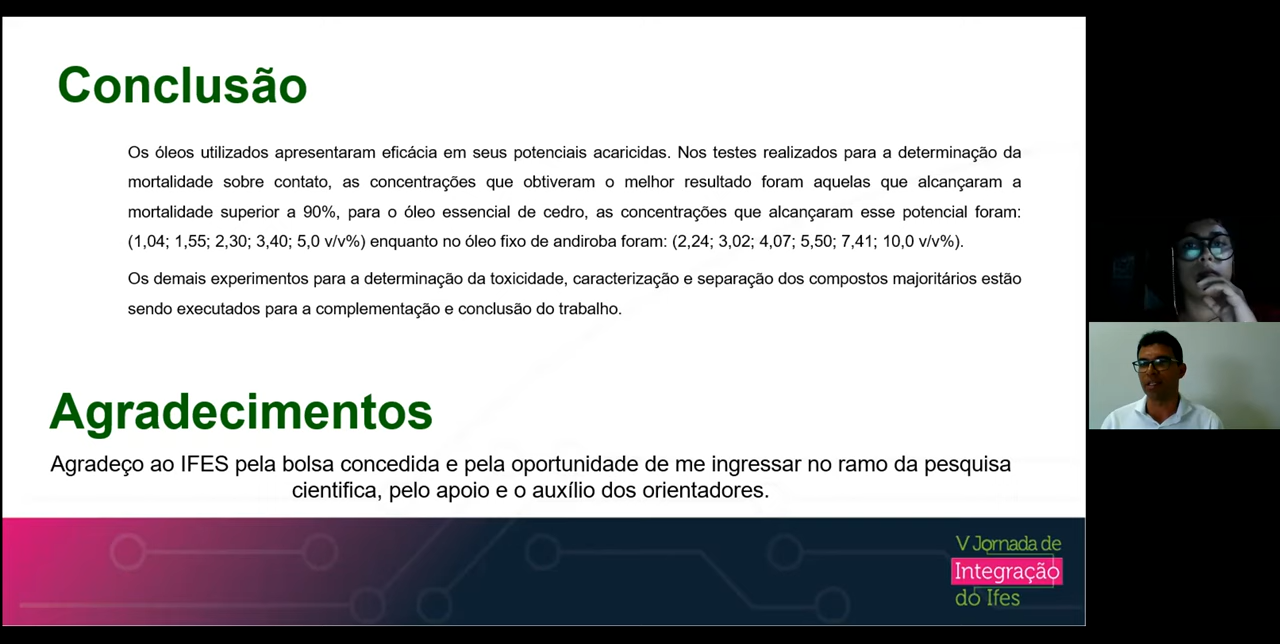 Conclusão
Os óleos utilizados apresentaram eficácia em seus potenciais acaricidas. Nos testes realizados para a determinação da
mortalidade sobre contato, as concentrações que obtiveram o melhor resultado foram aquelas que alcançaram a
mortalidade superior a 90%, para o óleo essencial de cedro, as concentrações que alcançaram esse potencial foram:
(1,04; 1,55; 2,30; 3,40; 5,0 v/v%) enquanto no óleo fixo de andiroba foram: (2,24; 3,02; 4,07; 5,50; 7,41; 10,0 v/v%).
Os demais experimentos para a determinação da toxicidade, caracterização e separação dos compostos majoritários estão
sendo executados para a complementação e conclusão do trabalho.
Agradecimentos
Agradeço ao IFES pela bolsa concedida e pela oportunidade de me ingressar no ramo da pesquisa
cientifica, pelo apoio e o auxílio dos orientadores.
V Jornada de
Integração
do Ifes